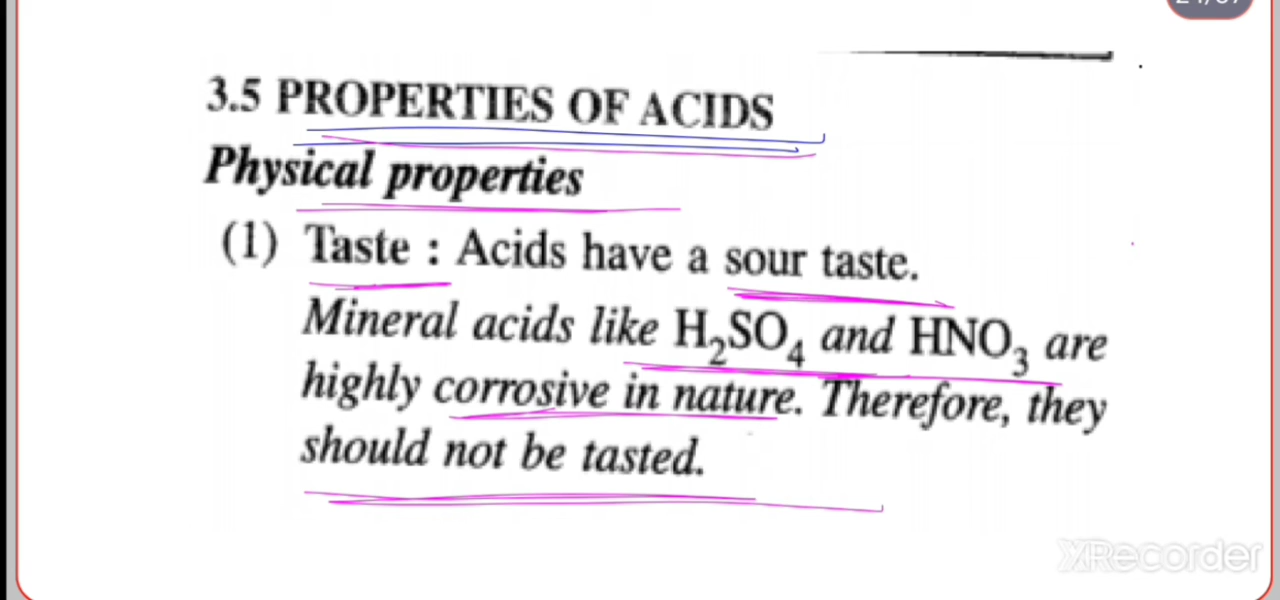 3.5 PROPERTIES OF ACIDS
Physical properties
(1) Taste : Acids have a sour taste.
Mineral acids like H₂SO₄ and HNO₃ are
highly corrosive in nature. Therefore, they
should not be tasted.
XRecorder